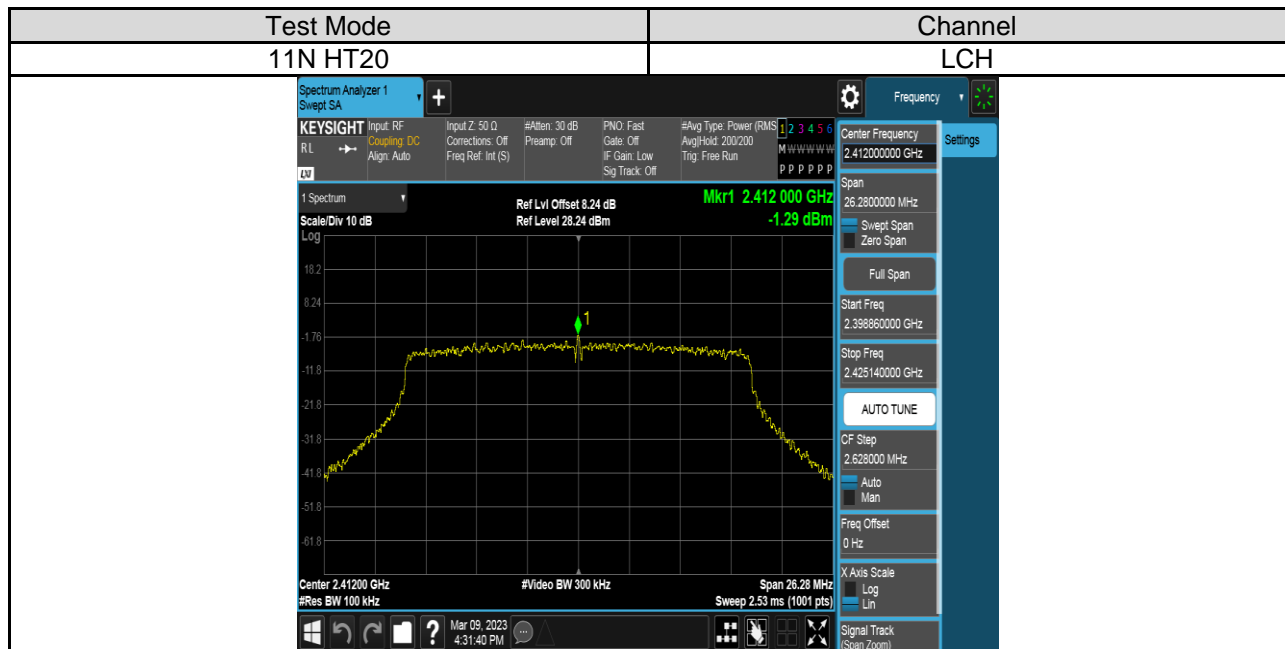 Test Mode Channel
11N HT20 LCH
Spectrum Analyzer 1
Swept SA
Frequency
KEYSIGHT
RL
LXI
Input: RF
Coupling: DC
Align: Auto
Input Z: 50 Ω
Corrections: Off
Freq Ref: Int (S)
#Atten: 30 dB
Preamp: Off
PNO: Fast
Gate: Off
IF Gain: Low
Sig Track: Off
#Avg Type: Power (RMS
Avg|Hold: 200/200
Trig: Free Run
1 2 3 4 5 6
M W W W W W
P P P P P P
Settings
1 Spectrum
Scale/Div 10 dB
Ref Lvl Offset 8.24 dB
Ref Level 28.24 dBm
Mkr1 2.412 000 GHz
-1.29 dBm
Log
18.2
8.24
-1.76
-11.8
-21.8
-31.8
-41.8
-51.8
-61.8
1
Center 2.41200 GHz
#Res BW 100 kHz
#Video BW 300 kHz
Span 26.28 MHz
Sweep 2.53 ms (1001 pts)
Center Frequency
2.412000000 GHz
Span
26.2800000 MHz
Swept Span
Zero Span
Full Span
Start Freq
2.398860000 GHz
Stop Freq
2.425140000 GHz
AUTO TUNE
CF Step
2.628000 MHz
Auto
Man
Freq Offset
0 Hz
X Axis Scale
Log
Lin
Signal Track
(Span Zoom)
?
Mar 09, 2023
4:31:40 PM